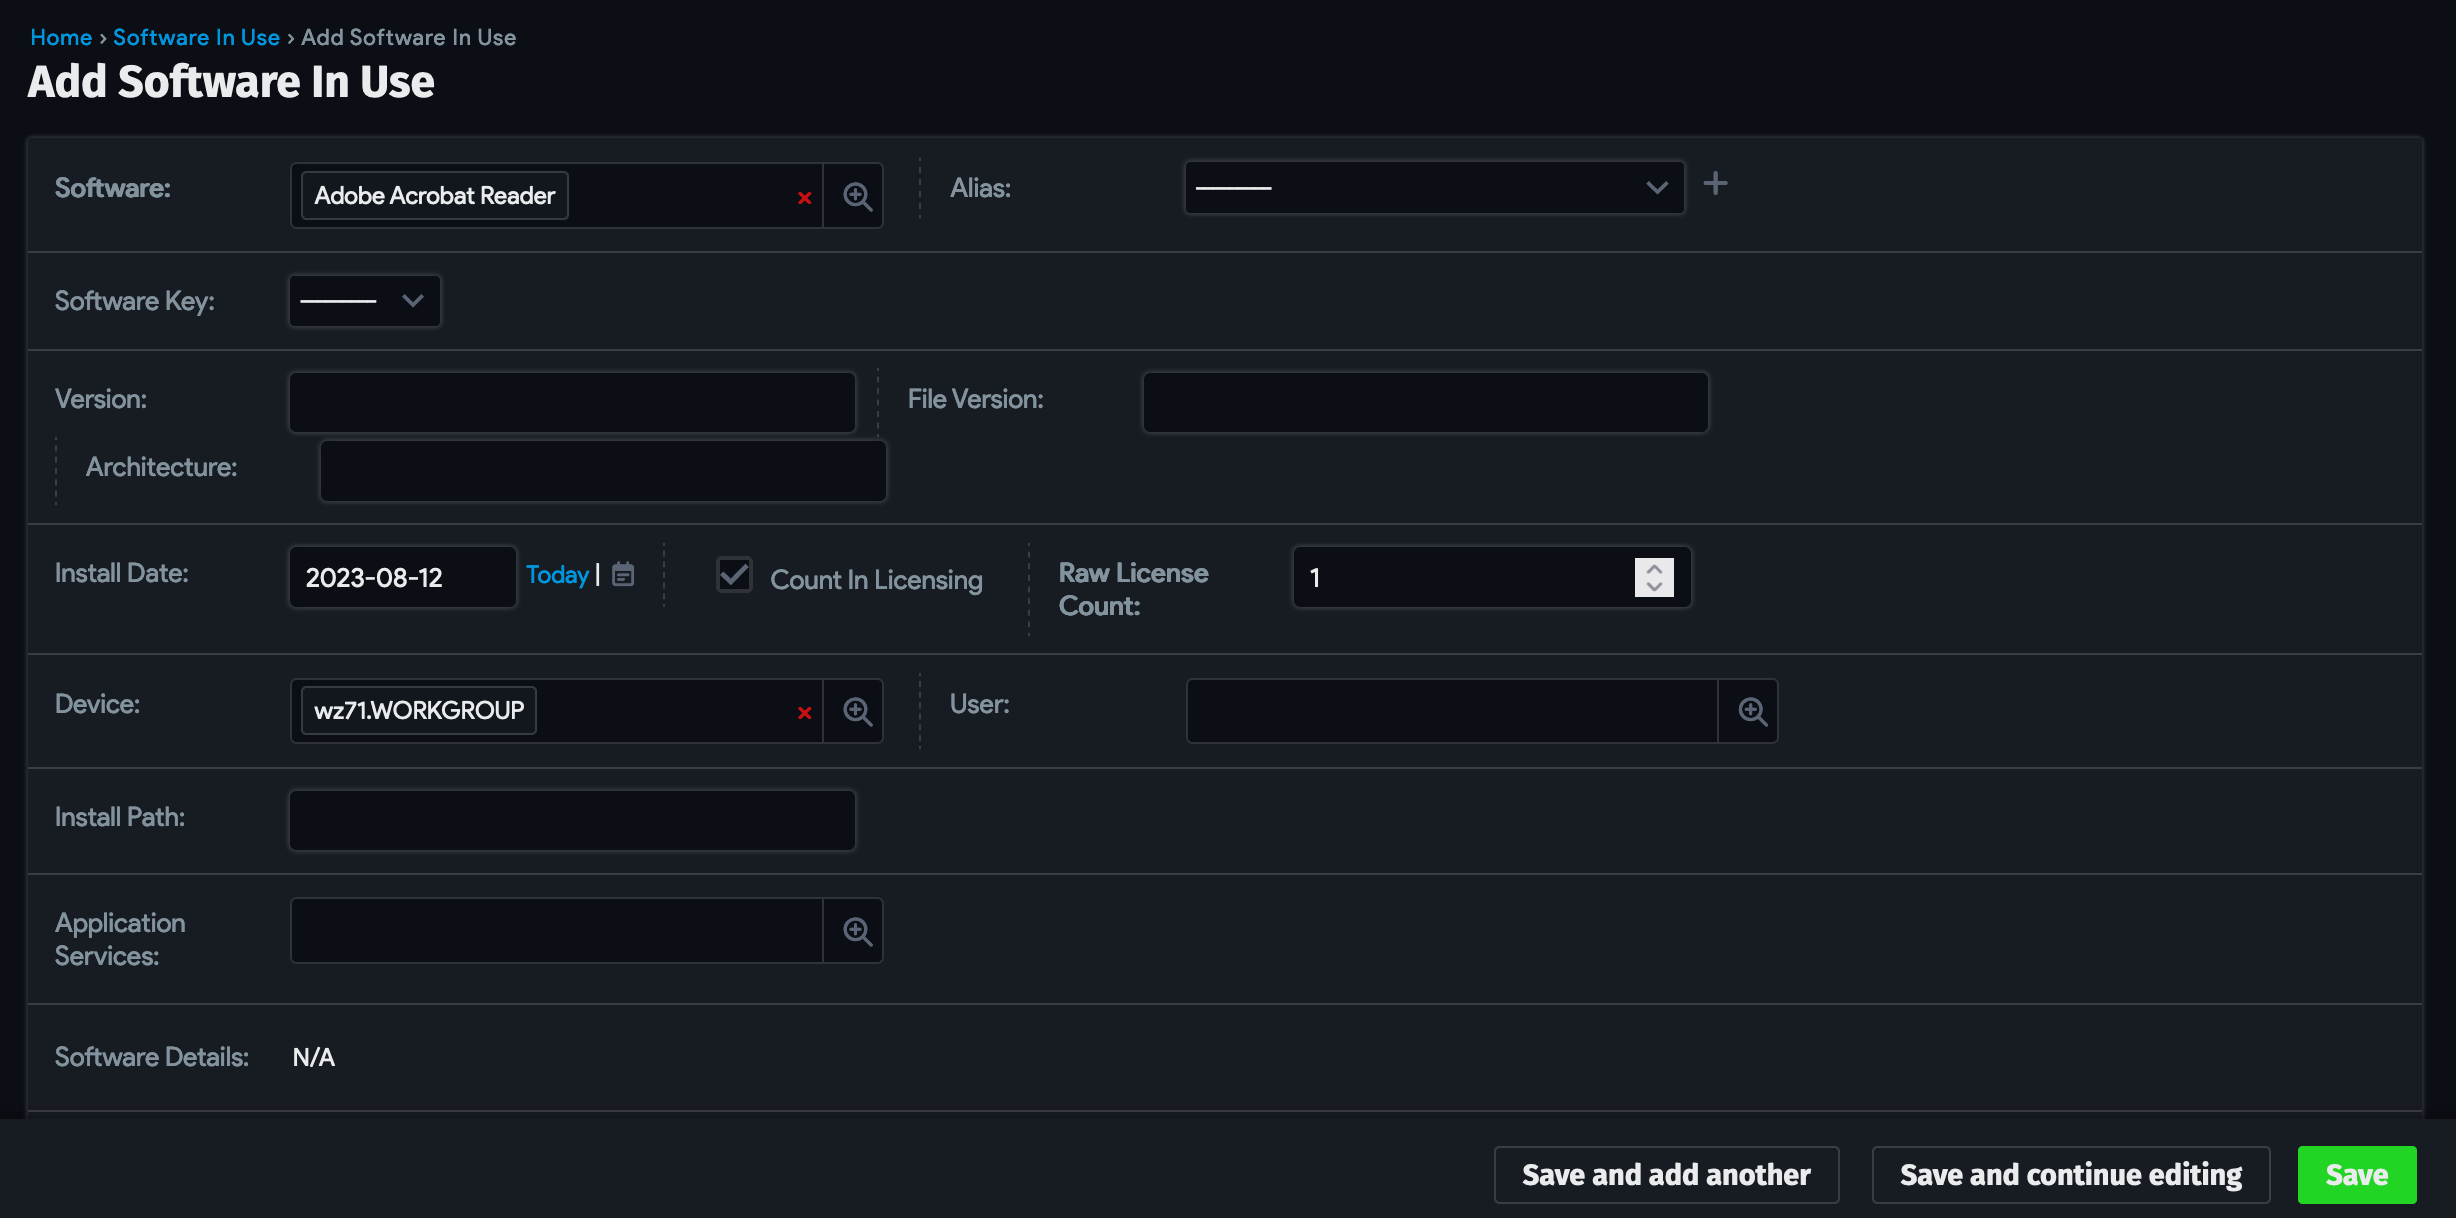 Home › Software In Use › Add Software In Use
Add Software In Use
Software: Adobe Acrobat Reader Alias: ---------
Software Key: ---------
Version: File Version:
Architecture:
Install Date: 2023-08-12 Today | Count In Licensing Raw License Count: 1
Device: wz71.WORKGROUP User:
Install Path:
Application Services:
Software Details: N/A
Save and add another Save and continue editing Save